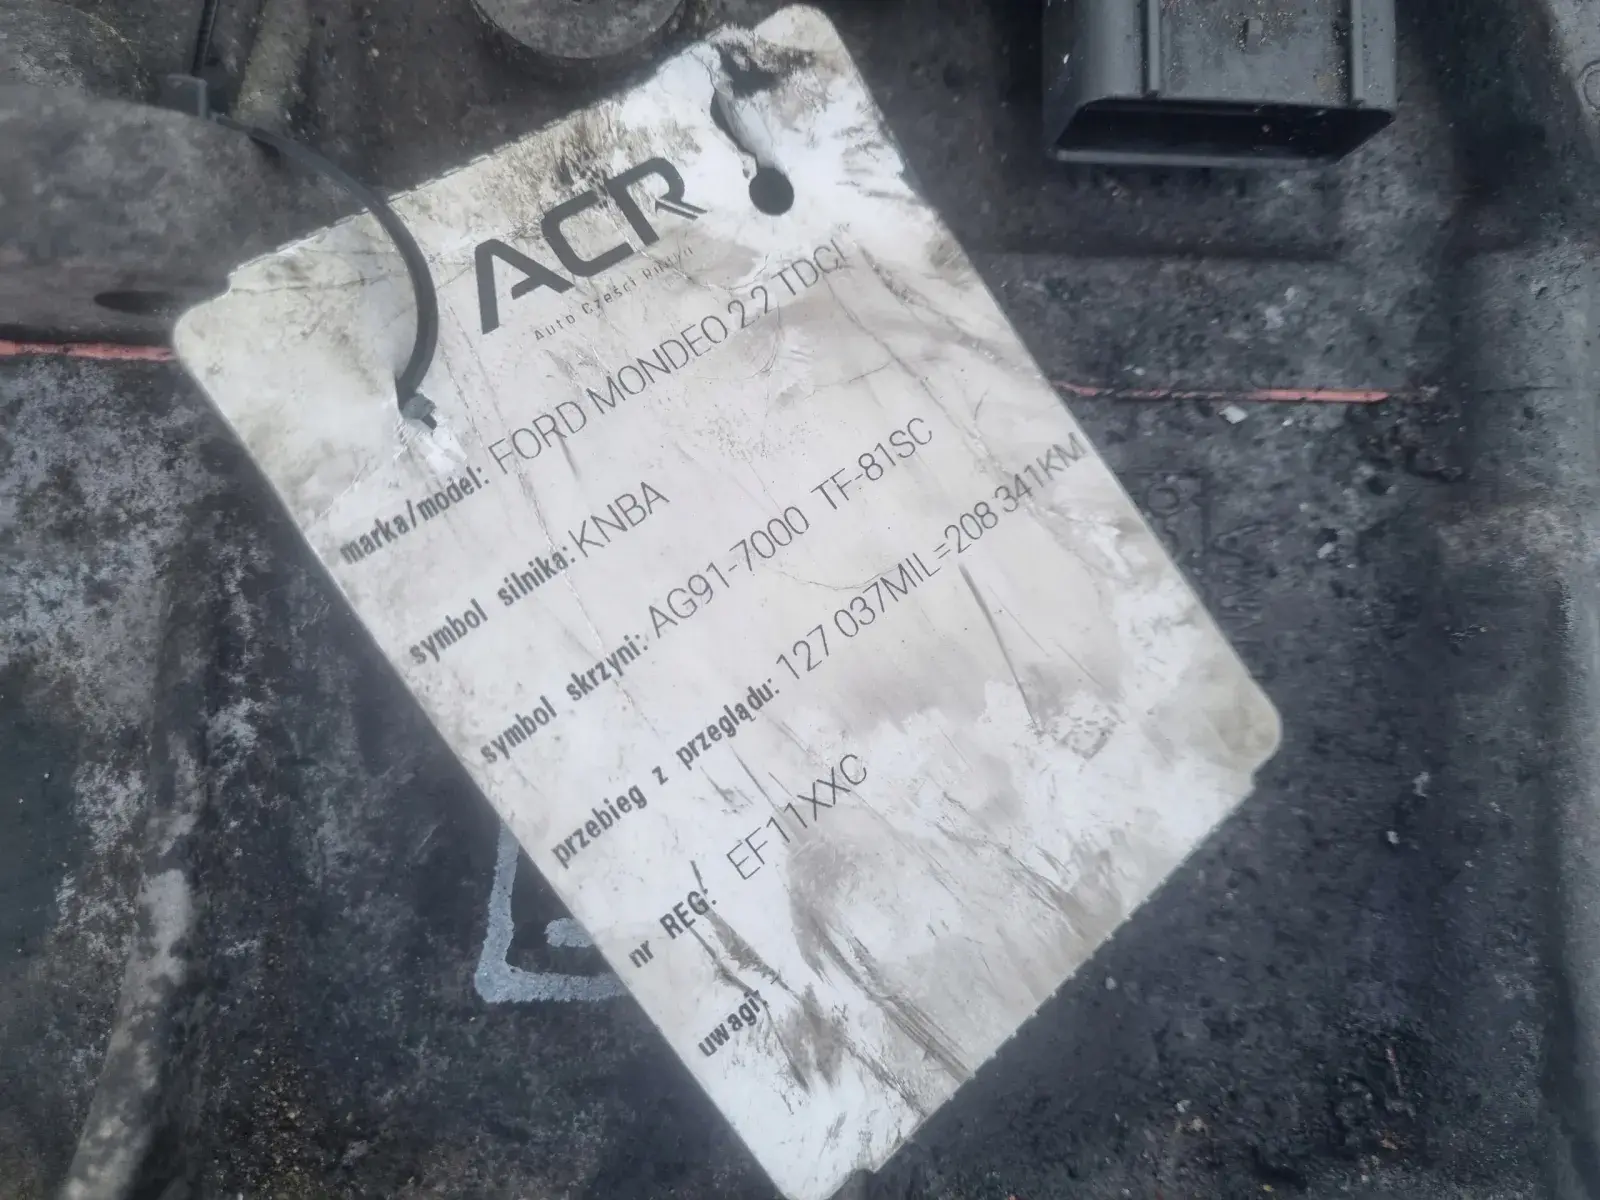 ACR
Auto Części Rabiya
marka/model: FORD MONDEO 2.2 TDCI
symbol silnika: KNBA
symbol skrzyni: AG91-7000 TF-81SC
przebieg z przeglądu: 127 037MIL=208 341KM
nr REG: EF11XXC
uwagi: